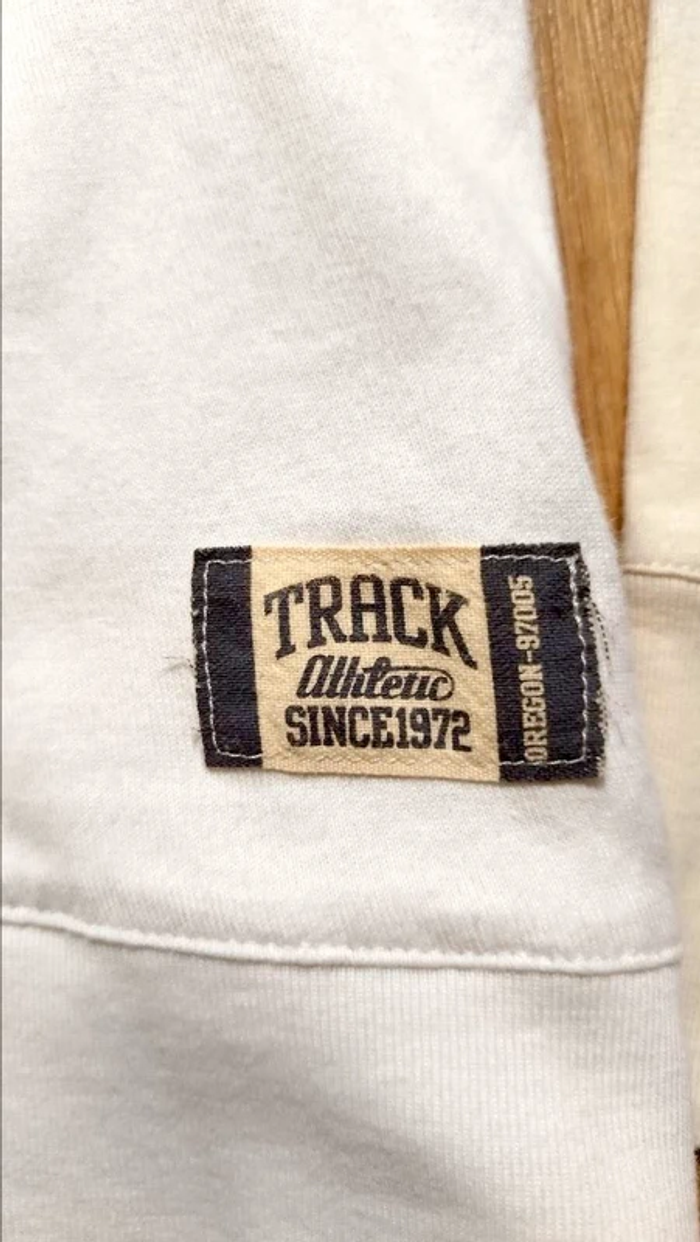 TRACK
Athletic
SINCE1972
OREGON-97005